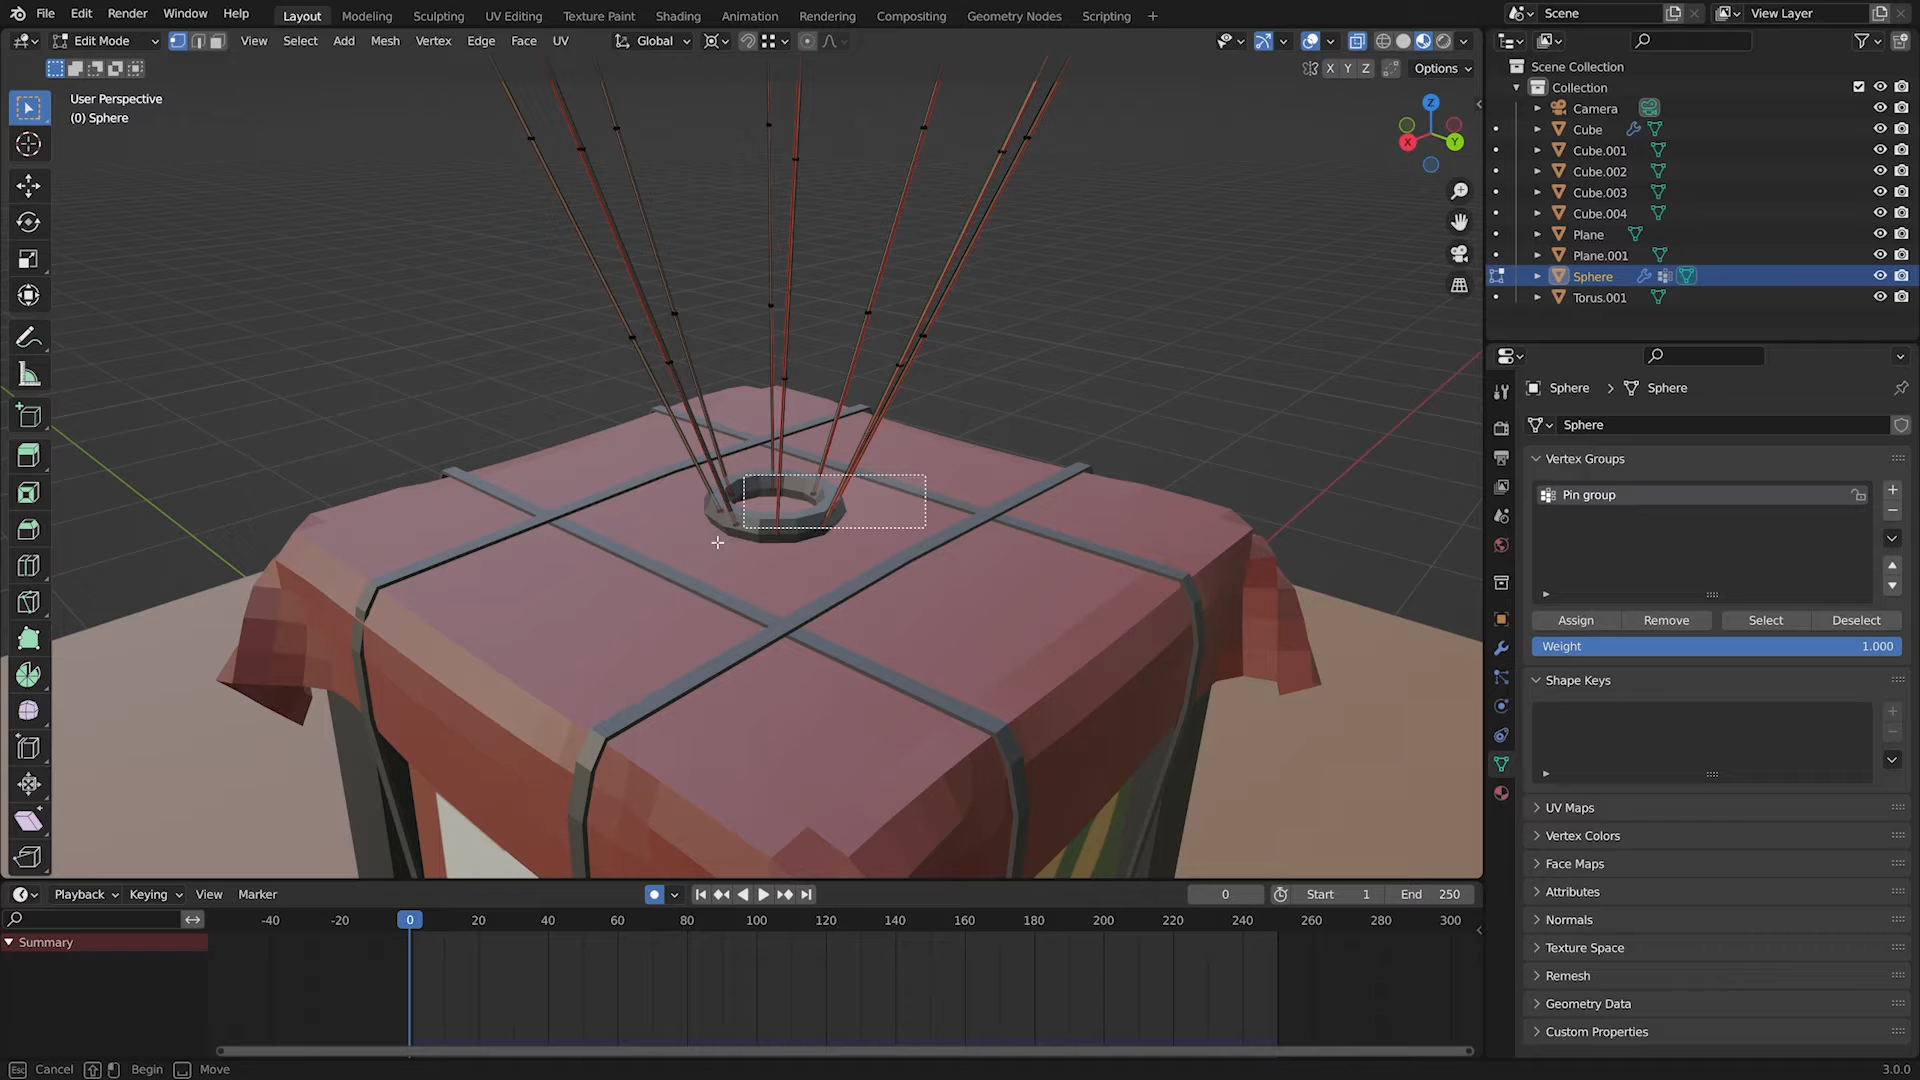 File Edit Render Window Help Layout Modeling Sculpting UV Editing Texture Paint Shading Animation Rendering Compositing Geometry Nodes Scripting + Scene View Layer
Edit Mode View Select Add Mesh Vertex Edge Face UV Global
X Y Z Options
User Perspective
(0) Sphere
Z
X Y
Scene Collection
Collection
Camera
Cube
Cube.001
Cube.002
Cube.003
Cube.004
Plane
Plane.001
Sphere
Torus.001
Sphere > Sphere
Sphere
Vertex Groups
Pin group
Assign Remove Select Deselect
Weight 1.000
Shape Keys
UV Maps
Vertex Colors
Face Maps
Attributes
Normals
Texture Space
Remesh
Geometry Data
Custom Properties
Playback Keying View Marker 0 Start 1 End 250
-40 -20 0 20 40 60 80 100 120 140 160 180 200 220 240 260 280 300
Summary
Esc Cancel Begin Move 3.0.0